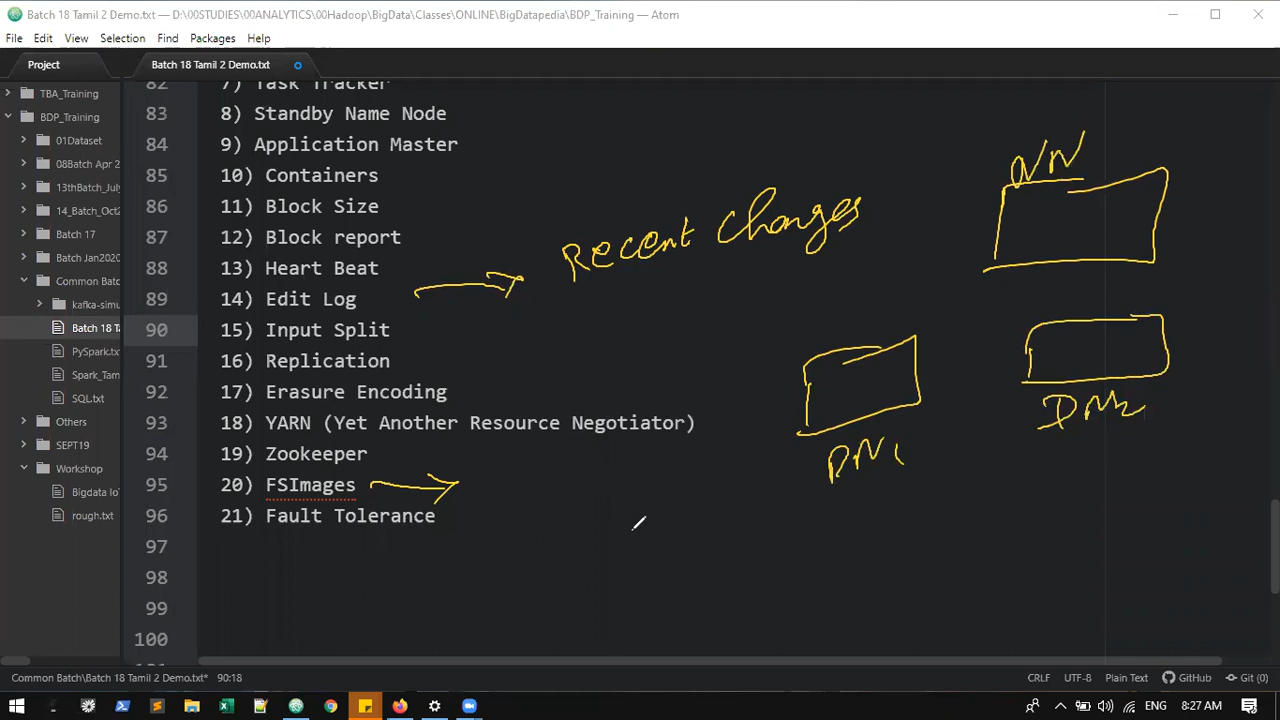 Batch 18 Tamil 2 Demo.txt — D:\00STUDIES\00ANALYTICS\00Hadoop\BigData\Classes\ONLINE\BigDatapedia\BDP_Training — Atom
File Edit View Selection Find Packages Help
Project
Batch 18 Tamil 2 Demo.txt
TBA_Training
BDP_Training
01Dataset
08Batch Apr 2
13thBatch_July
14_Batch_Oct2
Batch 17
Batch Jan2020
Common Batc
kafka-simu
Batch 18 Ta
PySpark.txt
Spark_Tam
SQL.txt
Others
SEPT19
Workshop
Bigdata Io
rough.txt
82 7) Task Tracker
83 8) Standby Name Node
84 9) Application Master
85 10) Containers
86 11) Block Size
87 12) Block report
88 13) Heart Beat
89 14) Edit Log
90 15) Input Split
91 16) Replication
92 17) Erasure Encoding
93 18) YARN (Yet Another Resource Negotiator)
94 19) Zookeeper
95 20) FSImages
96 21) Fault Tolerance
97
98
99
100
Recent Changes
NN
DN1
DN2
Common Batch\Batch 18 Tamil 2 Demo.txt* 90:18
CRLF UTF-8 Plain Text GitHub Git (0)
ENG 8:27 AM